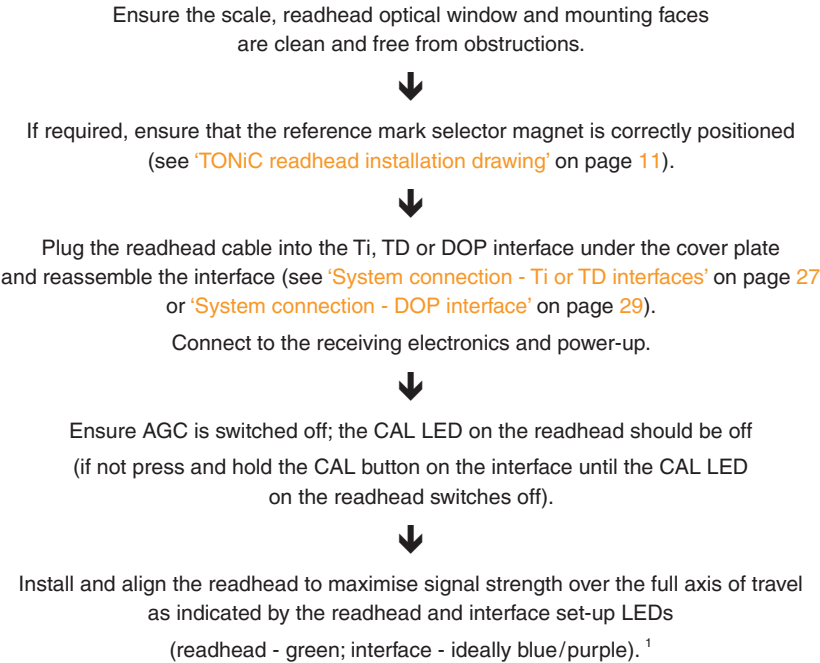 Ensure the scale, readhead optical window and mounting faces
are clean and free from obstructions.
If required, ensure that the reference mark selector magnet is correctly positioned
(see ‘TONiC readhead installation drawing’ on page 11).
Plug the readhead cable into the Ti, TD or DOP interface under the cover plate
and reassemble the interface (see ‘System connection - Ti or TD interfaces’ on page 27
or ‘System connection - DOP interface’ on page 29).
Connect to the receiving electronics and power-up.
Ensure AGC is switched off; the CAL LED on the readhead should be off
(if not press and hold the CAL button on the interface until the CAL LED
on the readhead switches off).
Install and align the readhead to maximise signal strength over the full axis of travel
as indicated by the readhead and interface set-up LEDs
(readhead - green; interface - ideally blue/purple). 1